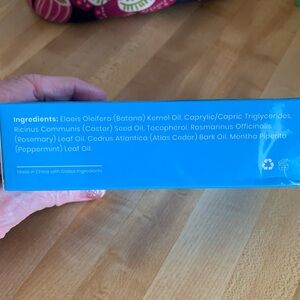 Ingredients: Elaeis Oleifera (Batana) Kernel Oil, Caprylic/Capric Triglycerides,
Ricinus Communis (Castor) Seed Oil, Tocopherol, Rosmarinus Officinalis
(Rosemary) Leaf Oil, Cedrus Atlantica (Atlas Cedar) Bark Oil, Mentha Piperita
(Peppermint) Leaf Oil.
Made in China with Global Ingredients